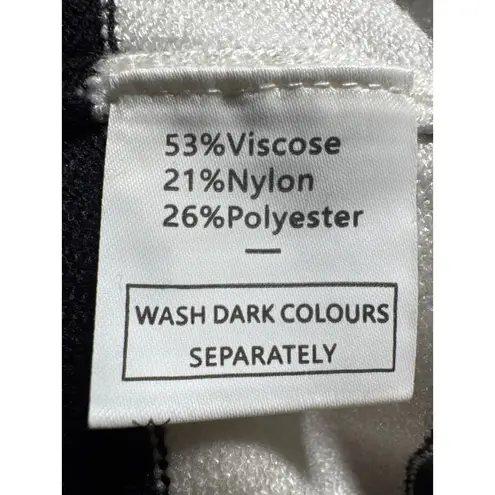 53%Viscose
21%Nylon
26%Polyester
WASH DARK COLOURS
SEPARATELY